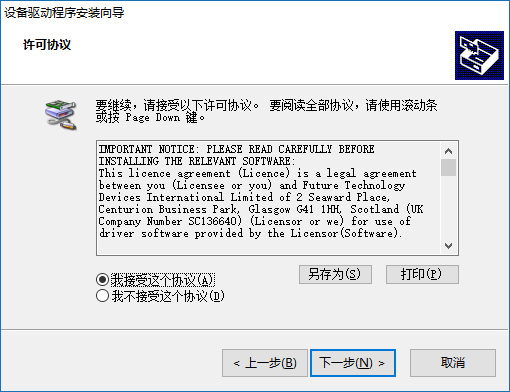 设备驱动程序安装向导
许可协议
要继续，请接受以下许可协议。 要阅读全部协议，请使用滚动条
或按 Page Down 键。
IMPORTANT NOTICE: PLEASE READ CAREFULLY BEFORE
INSTALLING THE RELEVANT SOFTWARE:
This licence agreement (Licence) is a legal agreement
between you (Licensee or you) and Future Technology
Devices International Limited of 2 Seaward Place,
Centurion Business Park, Glasgow G41 1HH, Scotland (UK
Company Number SC136640) (Licensor or we) for use of
driver software provided by the Licensor(Software).
我接受这个协议(A)
另存为(S)
打印(P)
我不接受这个协议(D)
< 上一步(B)
下一步(N) >
取消